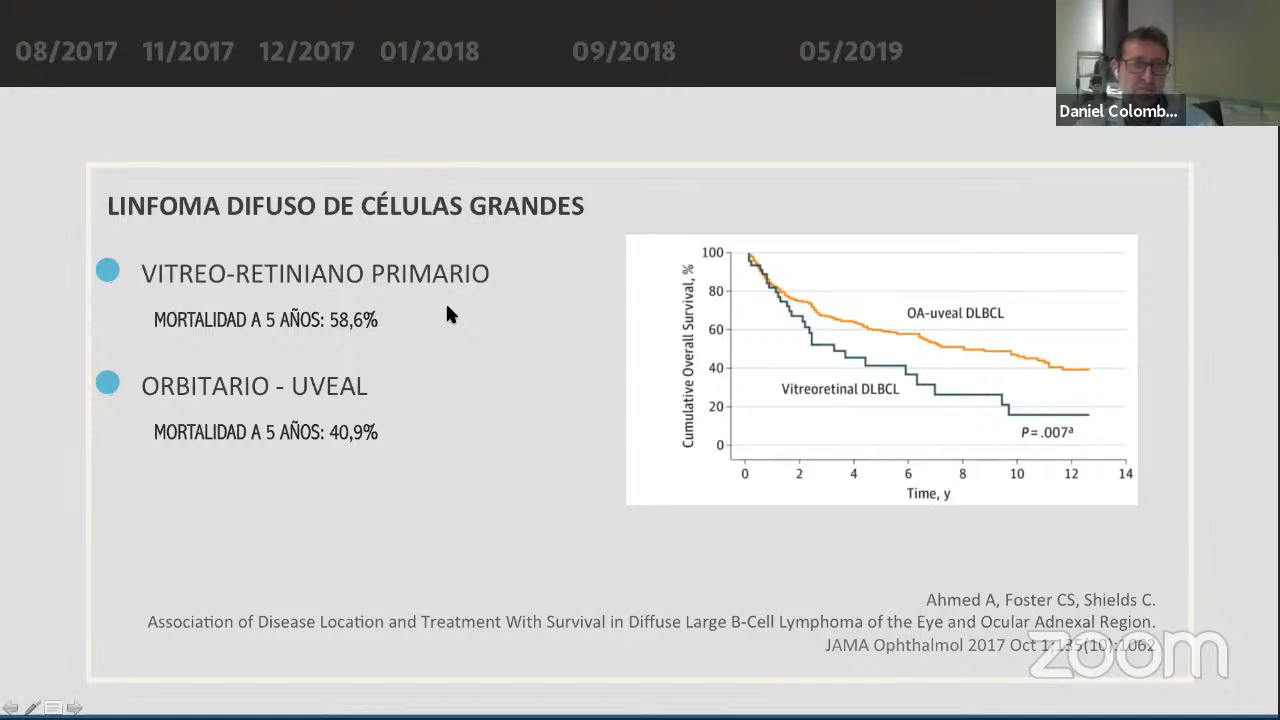 08/2017 11/2017 12/2017 01/2018 09/2018 05/2019
Daniel Colomb...
LINFOMA DIFUSO DE CÉLULAS GRANDES
VITREO-RETINIANO PRIMARIO
MORTALIDAD A 5 AÑOS: 58,6%
ORBITARIO - UVEAL
MORTALIDAD A 5 AÑOS: 40,9%
Cumulative Overall Survival, %
100
80
60
40
20
0
OA-uveal DLBCL
Vitreoretinal DLBCL
P = .007ª
0 2 4 6 8 10 12 14
Time, y
Ahmed A, Foster CS, Shields C.
Association of Disease Location and Treatment With Survival in Diffuse Large B-Cell Lymphoma of the Eye and Ocular Adnexal Region.
JAMA Ophthalmol 2017 Oct 1;135(10):1062
zoom